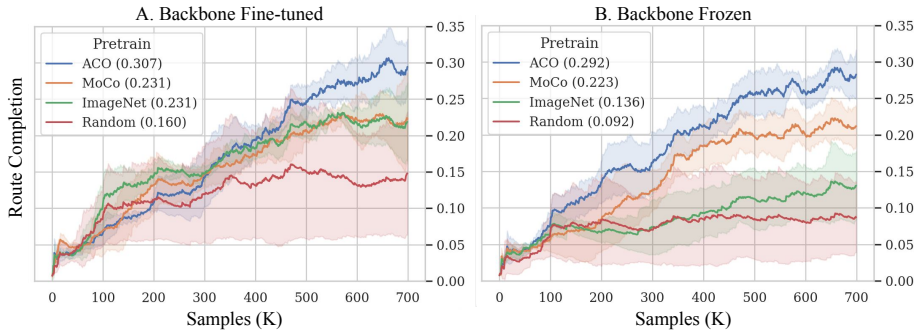 A. Backbone Fine-tuned
B. Backbone Frozen
Pretrain
ACO (0.307)
MoCo (0.231)
ImageNet (0.231)
Random (0.160)
0.35
0.30
0.25
0.20
0.15
0.10
0.05
0.00
Route Completion
0 100 200 300 400 500 600 700
Samples (K)
Pretrain
ACO (0.292)
MoCo (0.223)
ImageNet (0.136)
Random (0.092)
0.35
0.30
0.25
0.20
0.15
0.10
0.05
0.00
0 100 200 300 400 500 600 700
Samples (K)